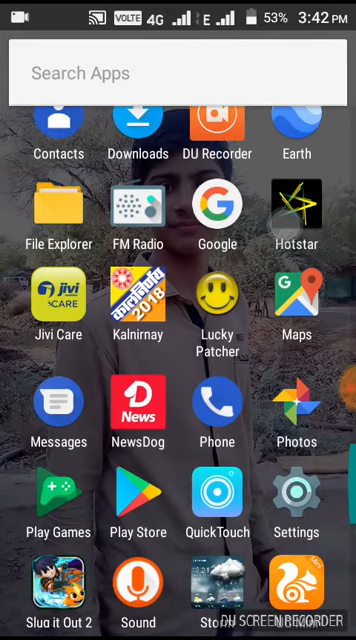 VOLTE 4G E 53% 3:42 PM
Search Apps
Contacts Downloads DU Recorder Earth
G
File Explorer FM Radio Google Hotstar
jivi CARE
कालनिर्णय 2018
G
Jivi Care Kalnirnay Lucky Patcher Maps
News
Messages NewsDog Phone Photos
Play Games Play Store QuickTouch Settings
Mini
Slug it Out 2 Sound Storm
DU SCREEN RECORDER